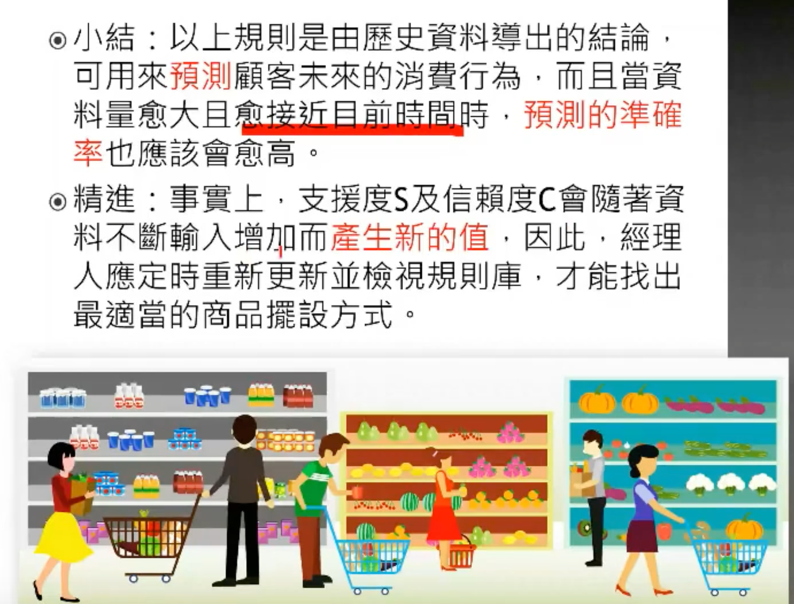 小結：以上規則是由歷史資料導出的結論，
可用來預測顧客未來的消費行為，而且當資
料量愈大且愈接近目前時間時，預測的準確
率也應該會愈高。
精進：事實上，支援度S及信賴度C會隨著資
料不斷輸入增加而產生新的值，因此，經理
人應定時重新更新並檢視規則庫，才能找出
最適當的商品擺設方式。